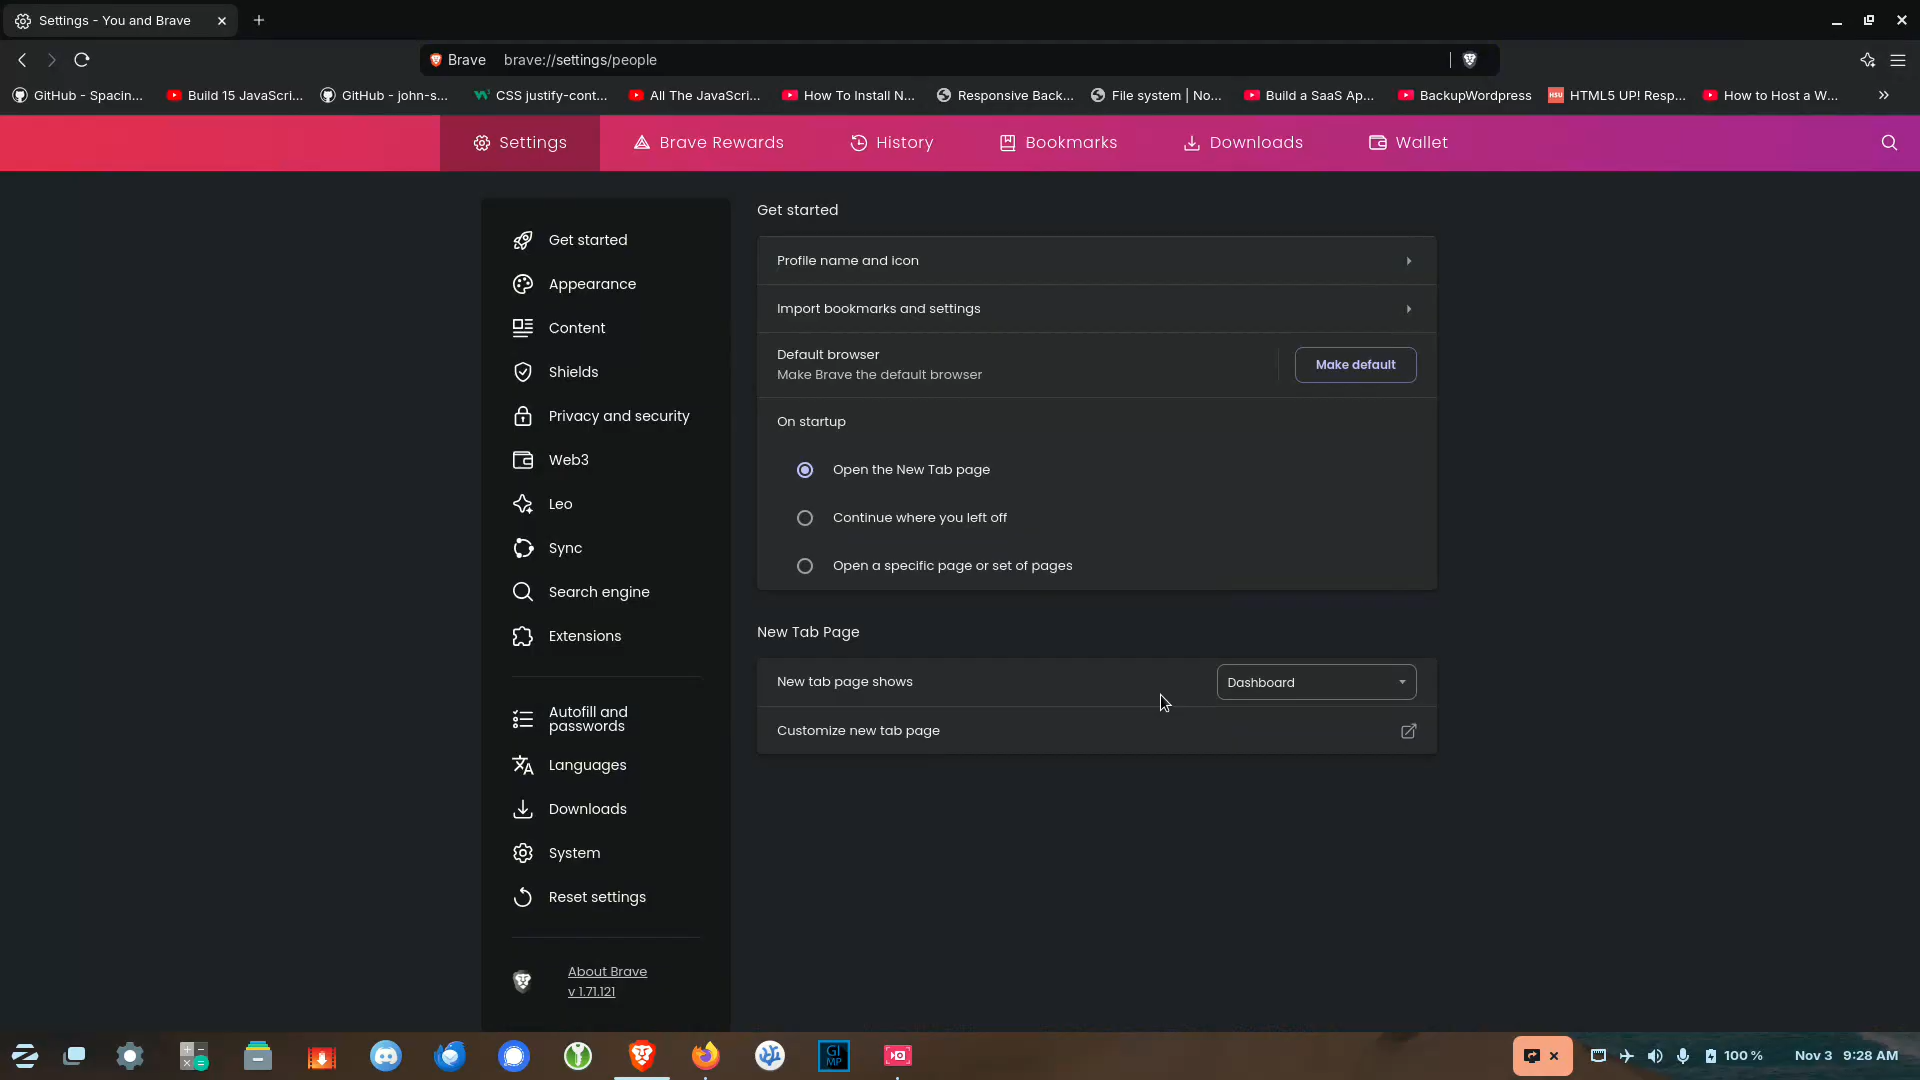 Settings - You and Brave
Brave
brave://settings/people
GitHub - Spacin...
Build 15 JavaScri...
GitHub - john-s...
CSS justify-cont...
All The JavaScri...
How To Install N...
Responsive Back...
File system | No...
Build a SaaS Ap...
BackupWordpress
HTML5 UP! Resp...
How to Host a W...
Settings
Brave Rewards
History
Bookmarks
Downloads
Wallet
Get started
Appearance
Content
Shields
Privacy and security
Web3
Leo
Sync
Search engine
Extensions
Autofill and
passwords
Languages
Downloads
System
Reset settings
About Brave
v 1.71.121
Get started
Profile name and icon
Import bookmarks and settings
Default browser
Make Brave the default browser
Make default
On startup
Open the New Tab page
Continue where you left off
Open a specific page or set of pages
New Tab Page
New tab page shows
Dashboard
Customize new tab page
GI
MP
100 %
Nov 3 9:28 AM